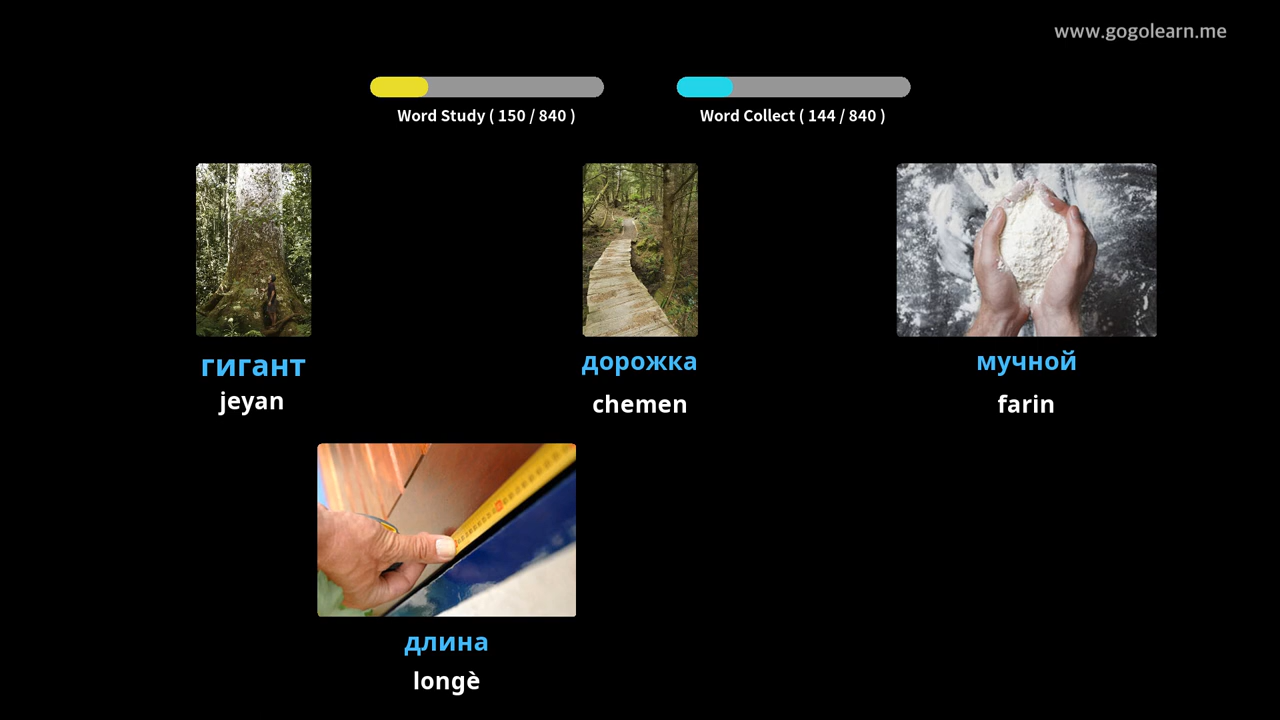 www.gogolearn.me
Word Study ( 150 / 840 )
Word Collect ( 144 / 840 )
гигант
jeyan
дорожка
chemen
мучной
farin
длина
longè